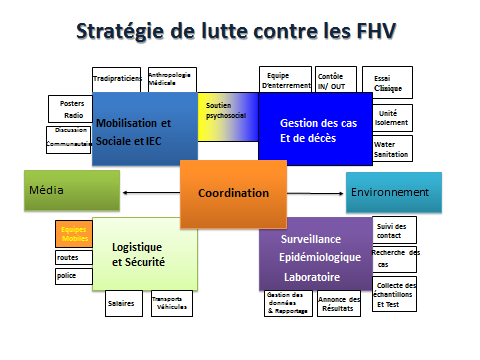 Stratégie de lutte contre les FHV
Tradipraticiens
Anthropologie
Médicale
Equipe
D'enterrement
Contôle
IN/ OUT
Essai
Clinique
Posters
Radio
Discussion
Communautaire
Mobilisation et
Sociale et IEC
Soutien
psychosocial
Gestion des cas
Et de décès
Unité
Isolement
Water
Sanitation
Média
Coordination
Environnement
Equipes
Mobiles
routes
police
Logistique
et Sécurité
Surveillance
Epidémiologique
Laboratoire
Suivi des
contact
Recherche des
cas
Collecte des
échantillons
Et Test
Salaires
Transports
Véhicules
Gestion des
données
& Rapportage
Annonce des
Résultats